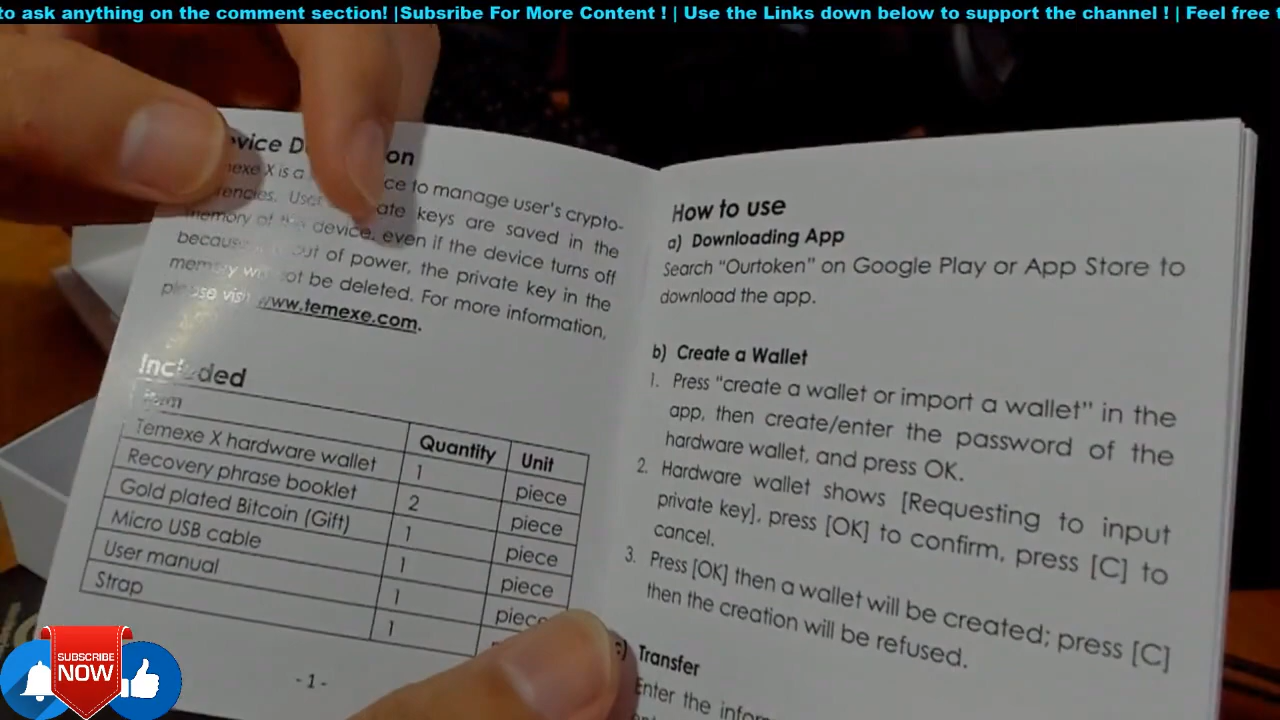 to ask anything on the comment section! |Subsribe For More Content ! | Use the Links down below to support the channel ! | Feel free
on
X is a ce to manage user's crypto-
ate keys are saved in the
memory of the device, even if the device turns off
out of power, the private key in the
memory not be deleted. For more information,
www.temexe.com.
Included
Item Quantity Unit
Temexe X hardware wallet 1 piece
Recovery phrase booklet 2 piece
Gold plated Bitcoin (Gift) 1 piece
Micro USB cable 1 piece
User manual 1 piece
Strap 1
- 1 -
How to use
a) Downloading App
Search “Ourtoken” on Google Play or App Store to
download the app.
b) Create a Wallet
1. Press “create a wallet or import a wallet” in the
app, then create/enter the password of the
hardware wallet, and press OK.
2. Hardware wallet shows [Requesting to input
private key], press [OK] to confirm, press [C] to
cancel.
3. Press [OK] then a wallet will be created; press [C]
then the creation will be refused.
c) Transfer
Enter the
SUBSCRIBE
NOW